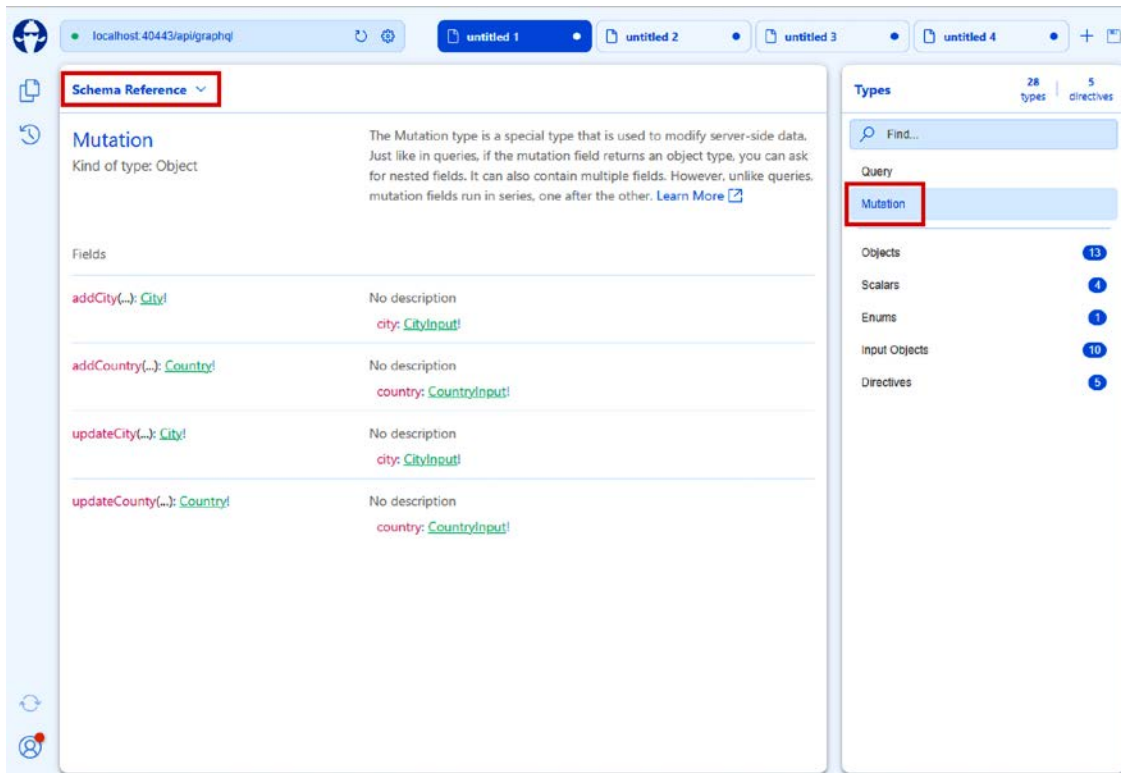 localhost:40443/api/graphql
untitled 1
untitled 2
untitled 3
untitled 4
Schema Reference
Mutation
Kind of type: Object
The Mutation type is a special type that is used to modify server-side data.
Just like in queries, if the mutation field returns an object type, you can ask
for nested fields. It can also contain multiple fields. However, unlike queries,
mutation fields run in series, one after the other. Learn More
Fields
addCity(...): City!
No description
city: CityInput!
addCountry(...): Country!
No description
country: CountryInput!
updateCity(...): City!
No description
city: CityInput!
updateCounty(...): Country!
No description
country: CountryInput!
Types
28 types
5 directives
Find...
Query
Mutation
Objects 13
Scalars 4
Enums 1
Input Objects 10
Directives 5